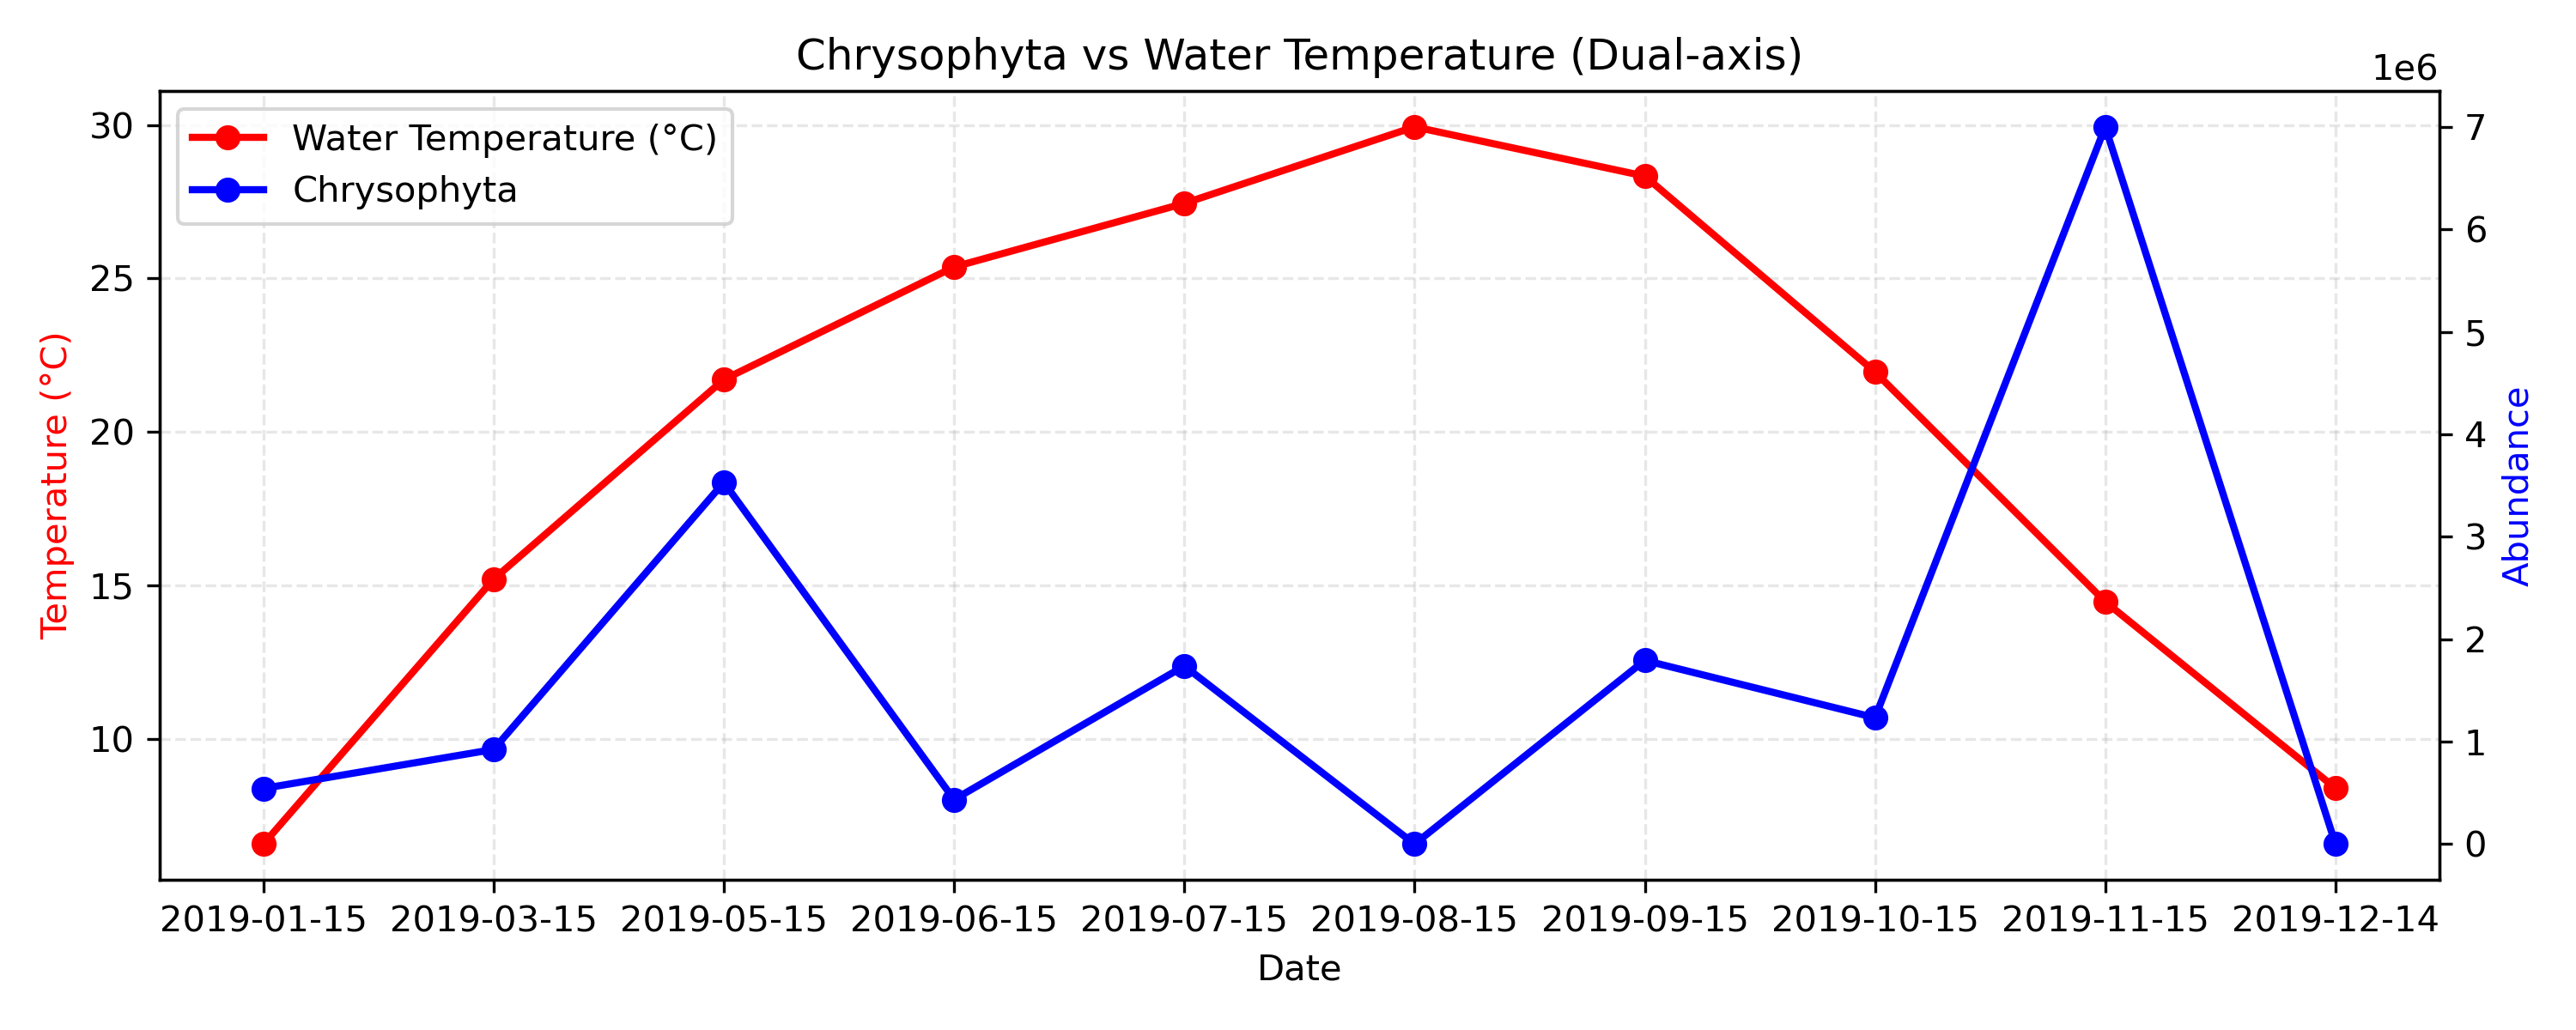 Chrysophyta vs Water Temperature (Dual-axis)
1e6
Water Temperature (°C)
Chrysophyta
30
25
20
15
10
Temperature (°C)
7
6
5
4
3
2
1
0
Abundance
2019-01-15 2019-03-15 2019-05-15 2019-06-15 2019-07-15 2019-08-15 2019-09-15 2019-10-15 2019-11-15 2019-12-14
Date